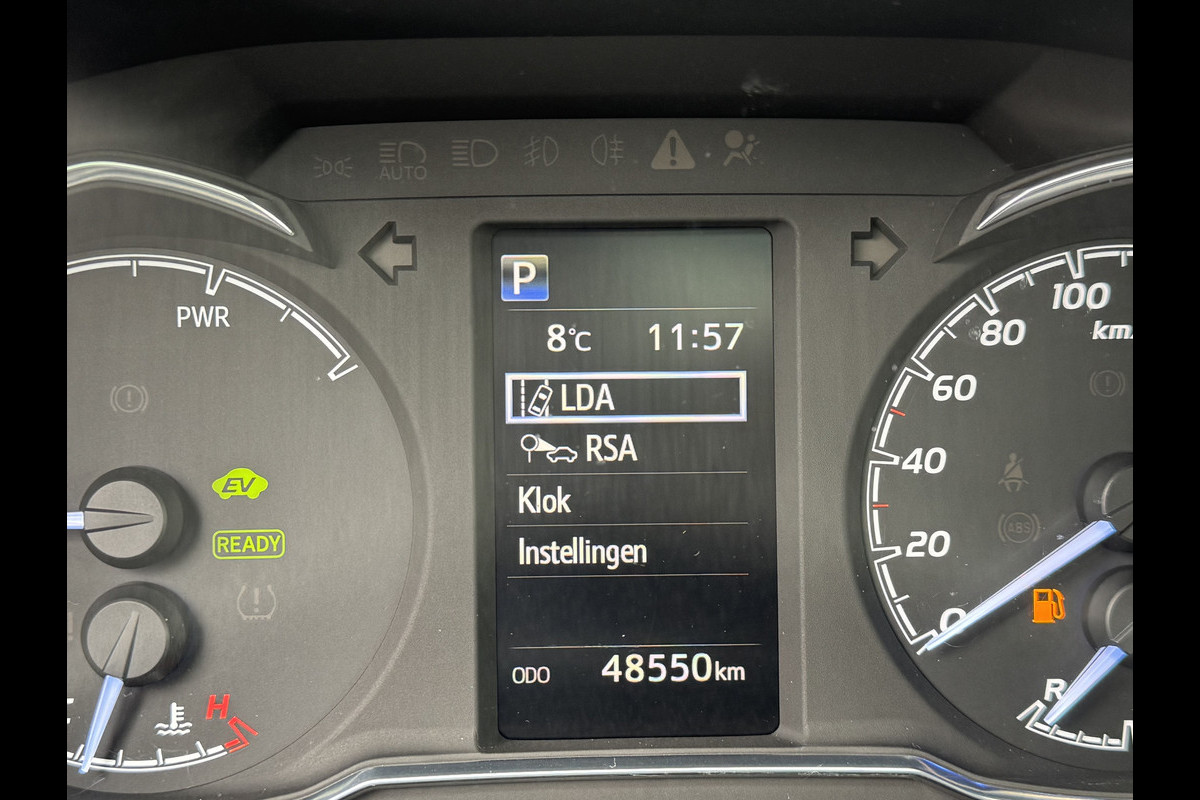 AUTO
P
PWR
8°C 11:57
LDA
RSA
Klok
Instellingen
ODO 48550km
EV
READY
H
100
km/
80
60
40
20
0
ABS
R